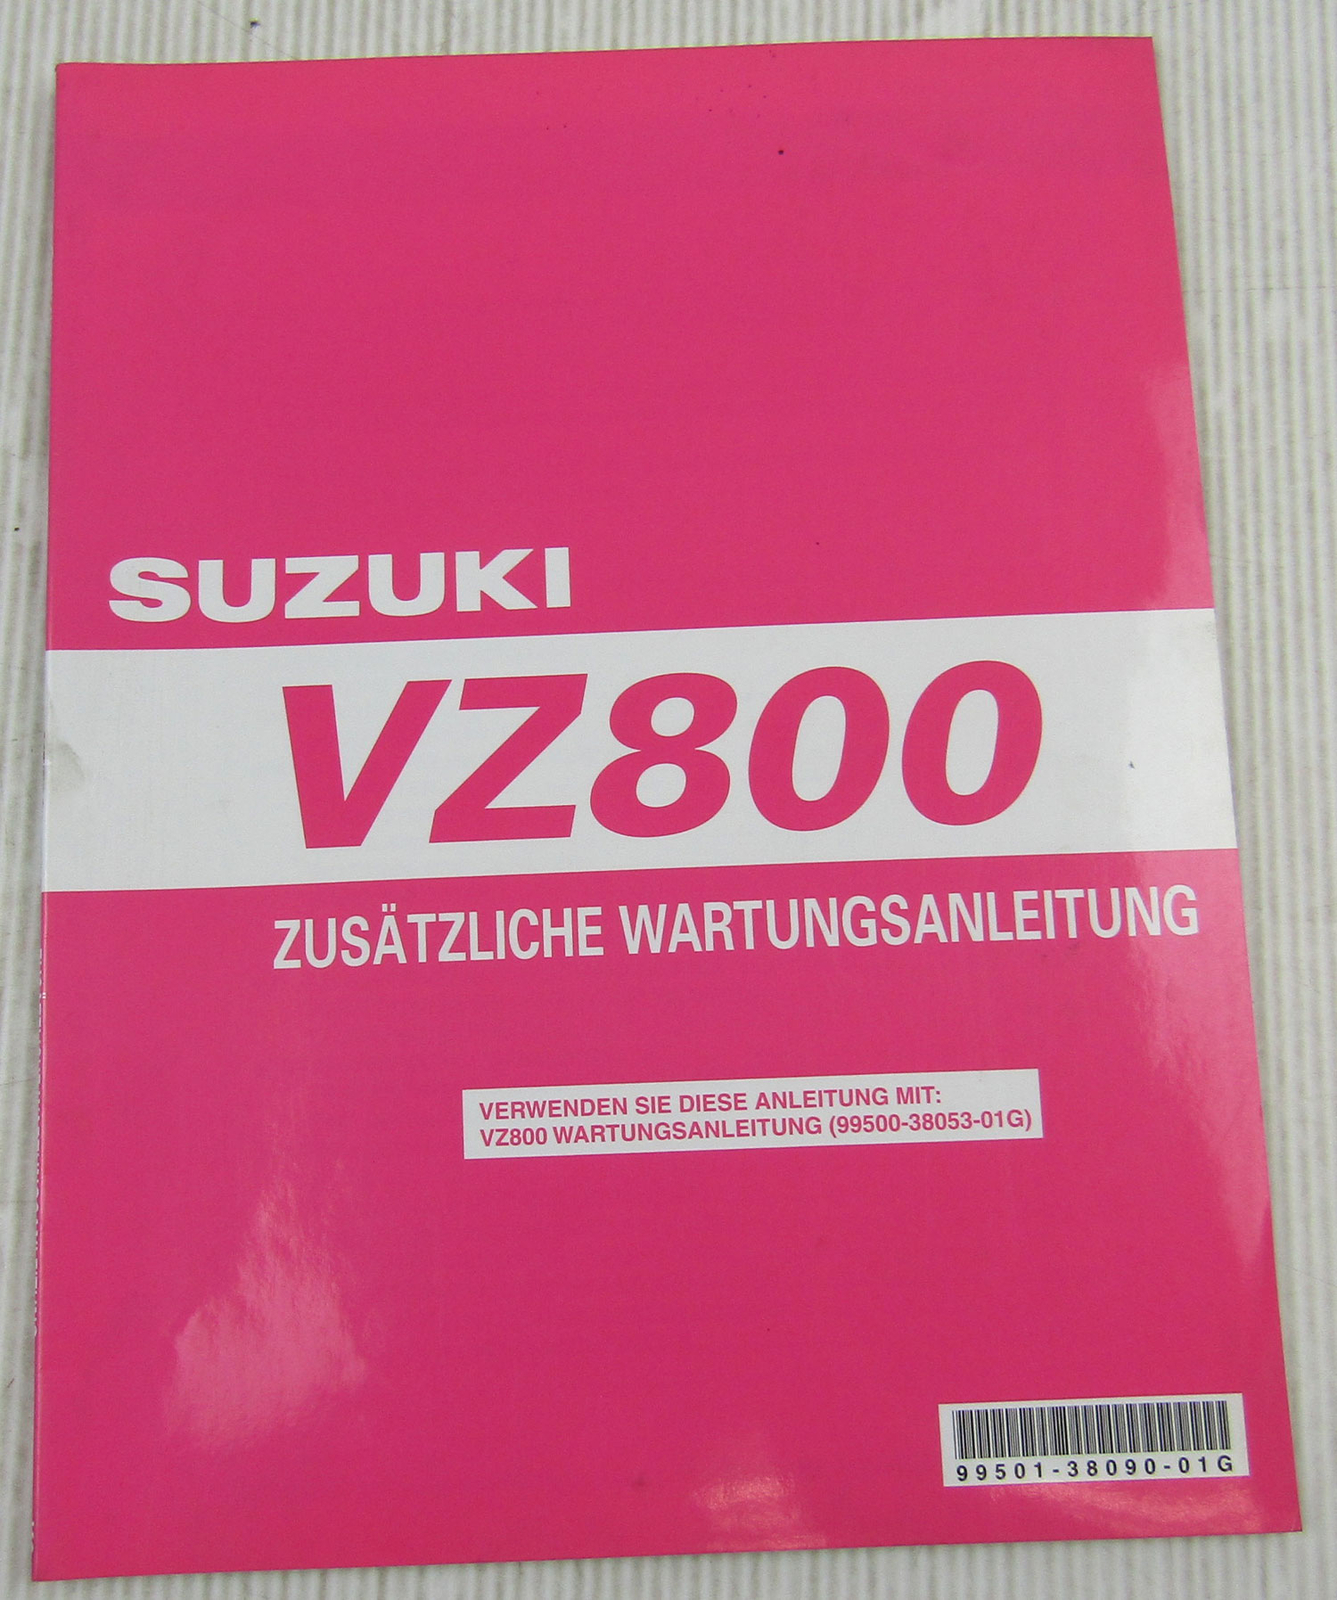 SUZUKI
VZ800
ZUSÄTZLICHE WARTUNGSANLEITUNG
VERWENDEN SIE DIESE ANLEITUNG MIT:
VZ800 WARTUNGSANLEITUNG (99500-38053-01G)
99501-38090-01G